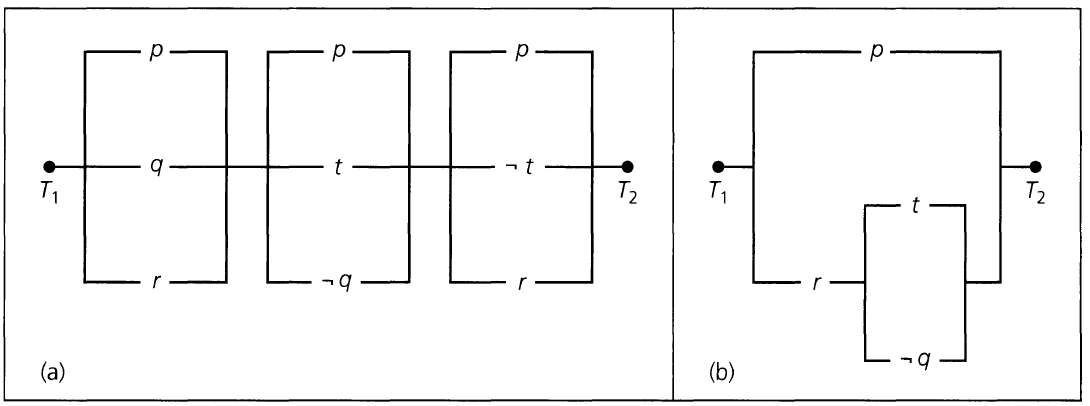 p p p p
T₁ q t ¬ t T₂ T₁ T₂
t
r ¬ q r r
¬ q
(a) (b)